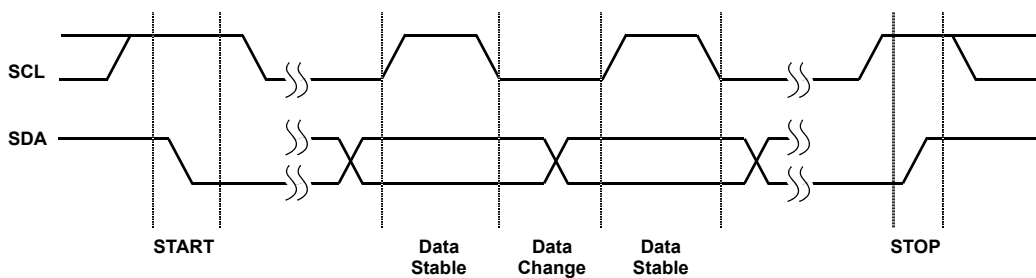 SCL
SDA
START
Data
Stable
Data
Change
Data
Stable
STOP